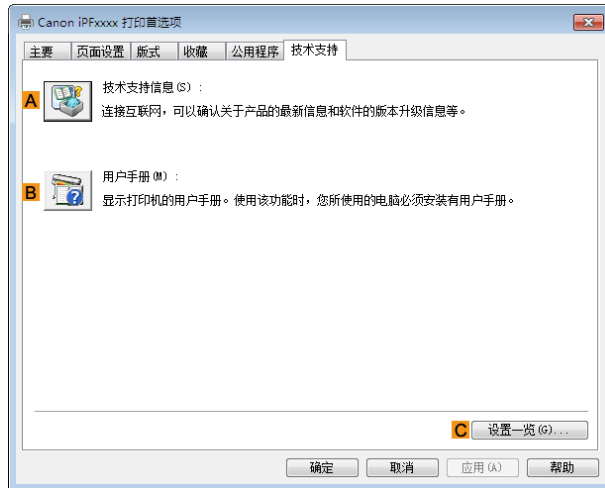 Canon iPFxxxx 打印首选项
主要 页面设置 版式 收藏 公用程序 技术支持
A
技术支持信息(S) :
连接互联网，可以确认关于产品的最新信息和软件的版本升级信息等。
B
用户手册(M) :
显示打印机的用户手册。使用该功能时，您所使用的电脑必须安装有用户手册。
C 设置一览(G)...
确定 取消 应用(A) 帮助